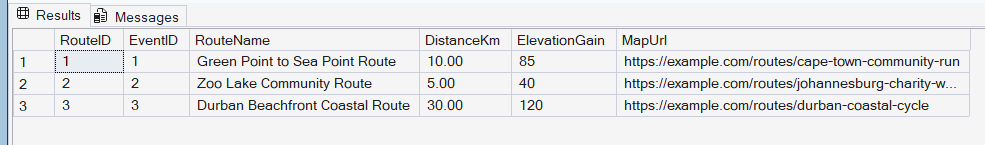 Results Messages
RouteID EventID RouteName DistanceKm ElevationGain MapUrl
1 1 1 Green Point to Sea Point Route 10.00 85 https://example.com/routes/cape-town-community-run
2 2 2 Zoo Lake Community Route 5.00 40 https://example.com/routes/johannesburg-charity-w...
3 3 3 Durban Beachfront Coastal Route 30.00 120 https://example.com/routes/durban-coastal-cycle